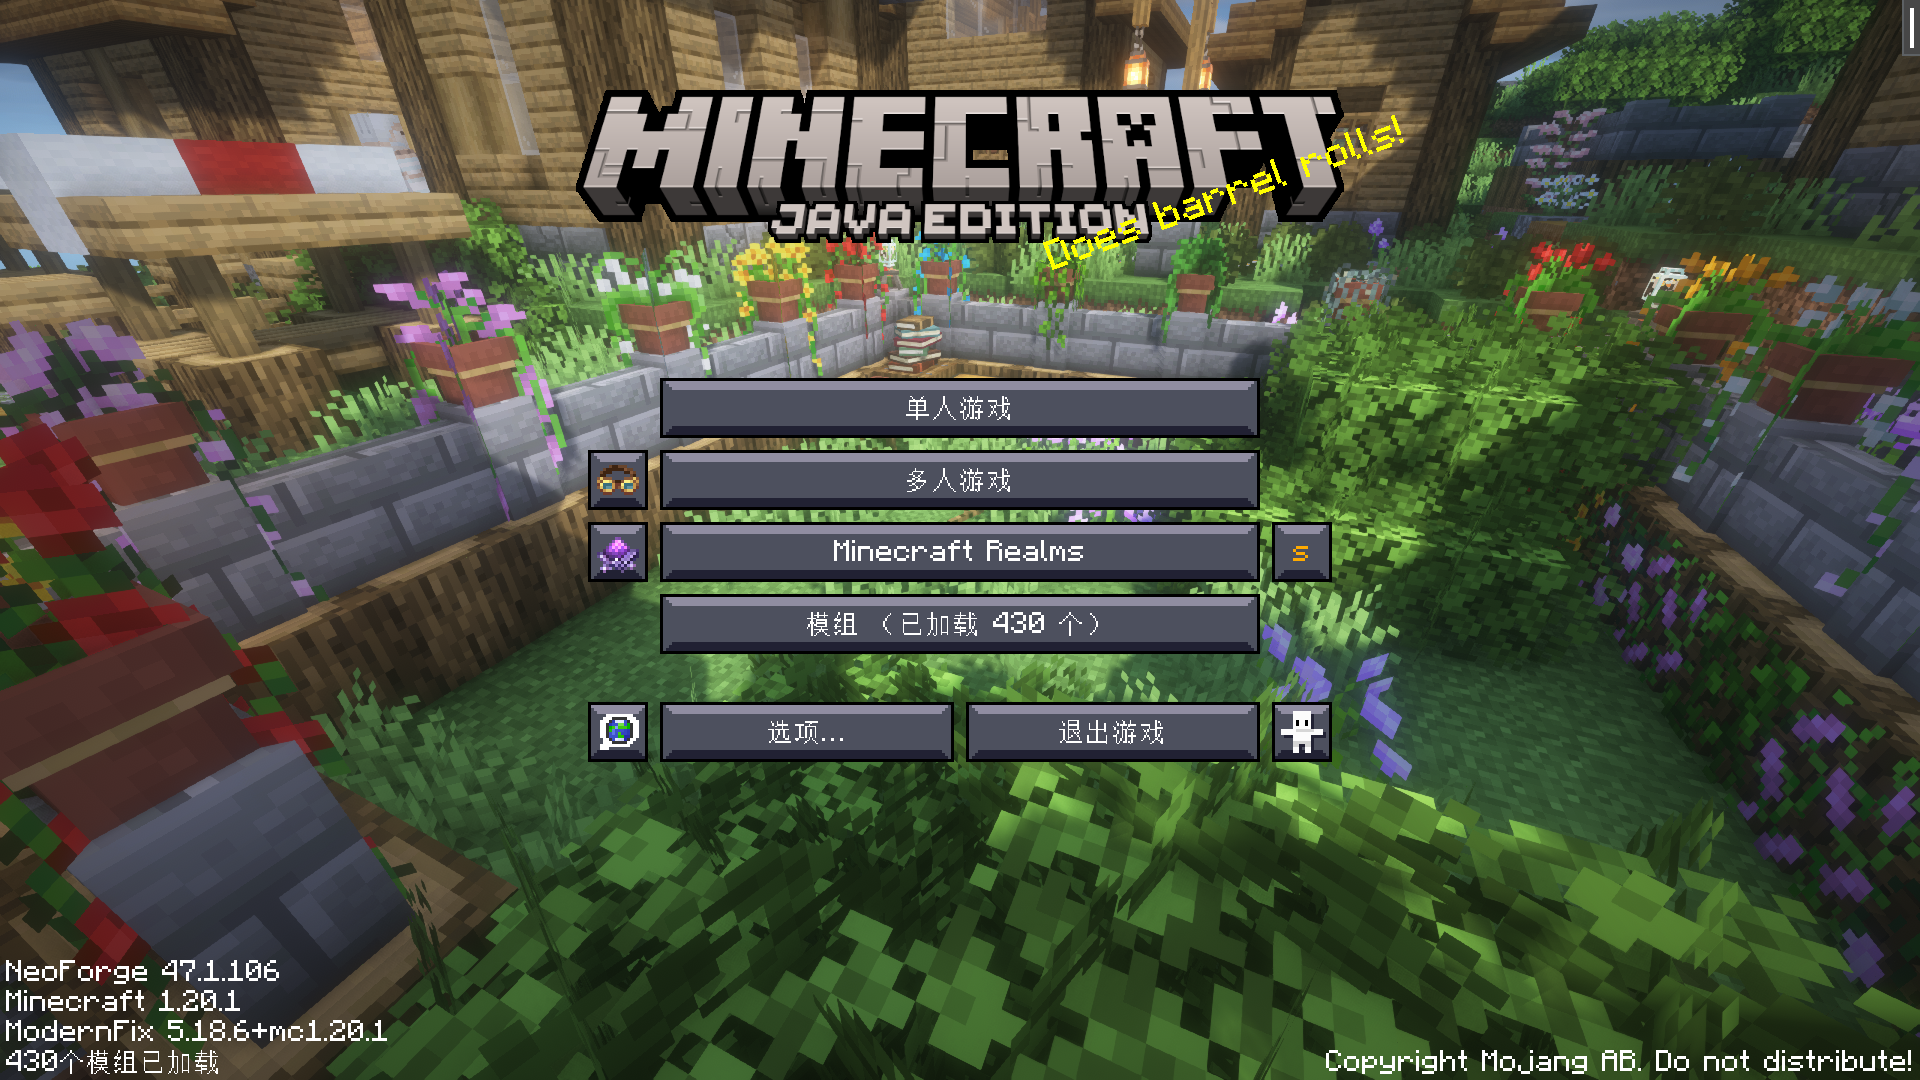 MINECRAFT
JAVA EDITION
Does barrel rolls!
单人游戏
多人游戏
Minecraft Realms
S
模组 （已加载 430 个）
选项...
退出游戏
NeoForge 47.1.106
Minecraft 1.20.1
ModernFix 5.18.6+mc1.20.1
430个模组已加载
Copyright Mojang AB. Do not distribute!